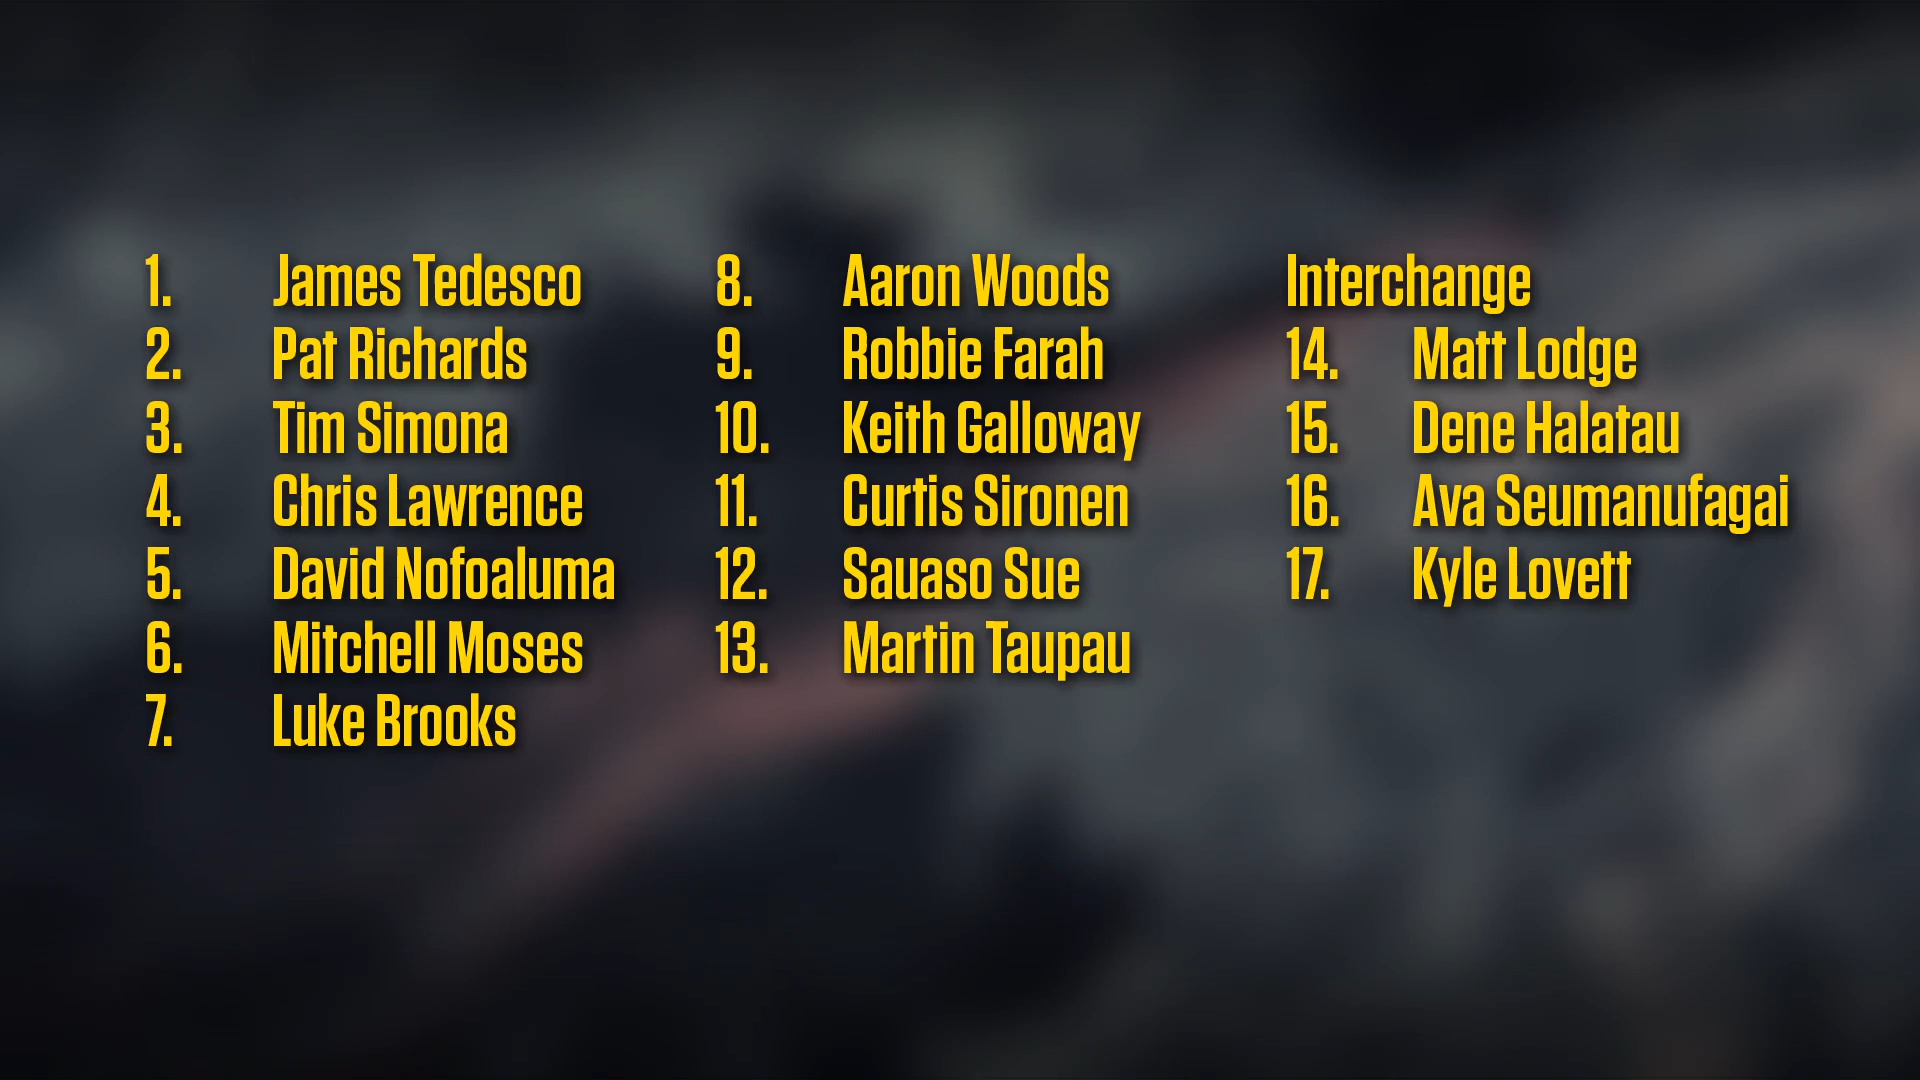 1. James Tedesco
2. Pat Richards
3. Tim Simona
4. Chris Lawrence
5. David Nofoaluma
6. Mitchell Moses
7. Luke Brooks
8. Aaron Woods
9. Robbie Farah
10. Keith Galloway
11. Curtis Sironen
12. Sauaso Sue
13. Martin Taupau
Interchange
14. Matt Lodge
15. Dene Halatau
16. Ava Seumanufagai
17. Kyle Lovett